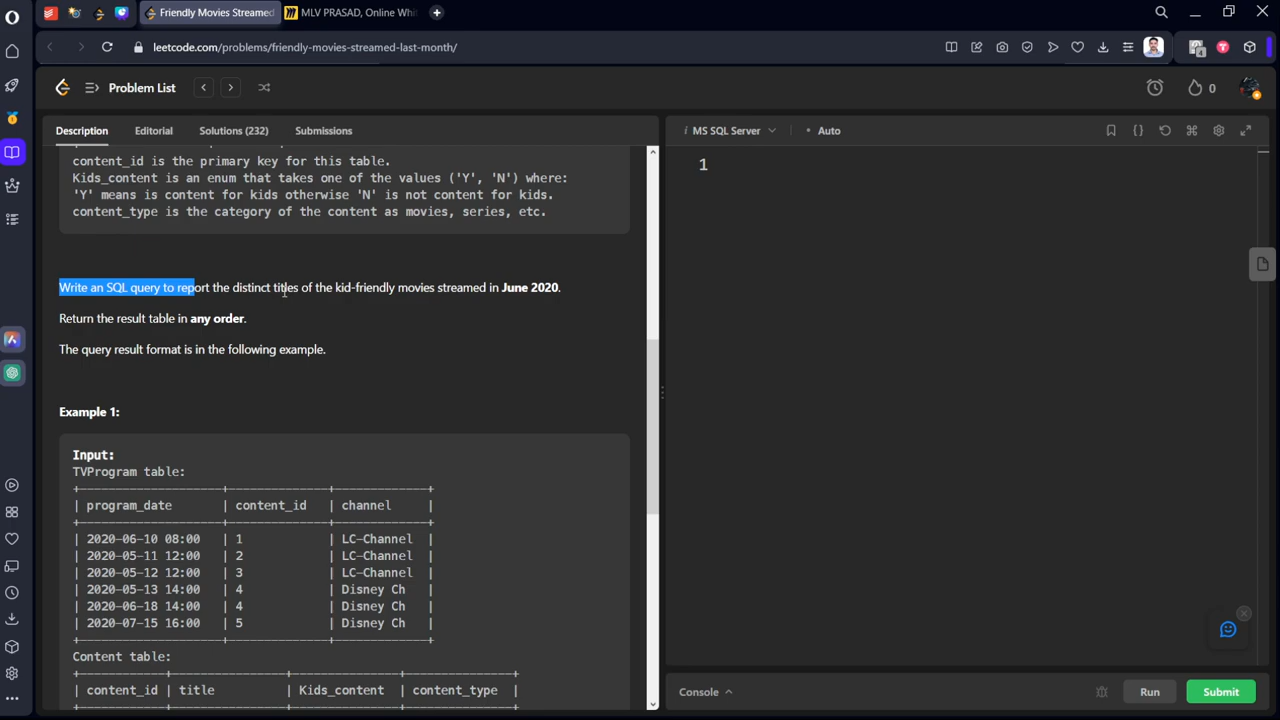 Friendly Movies Streamed
MLV PRASAD, Online Whit
leetcode.com/problems/friendly-movies-streamed-last-month/
4
Problem List
0
Description Editorial Solutions (232) Submissions
MS SQL Server Auto
content_id is the primary key for this table.
Kids_content is an enum that takes one of the values ('Y', 'N') where:
'Y' means is content for kids otherwise 'N' is not content for kids.
content_type is the category of the content as movies, series, etc.
1
Write an SQL query to report the distinct titles of the kid-friendly movies streamed in June 2020.
Return the result table in any order.
The query result format is in the following example.
Example 1:
Input:
TVProgram table:
+--------------------+--------------+-------------+
| program_date | content_id | channel |
+--------------------+--------------+-------------+
| 2020-06-10 08:00 | 1 | LC-Channel |
| 2020-05-11 12:00 | 2 | LC-Channel |
| 2020-05-12 12:00 | 3 | LC-Channel |
| 2020-05-13 14:00 | 4 | Disney Ch |
| 2020-06-18 14:00 | 4 | Disney Ch |
| 2020-07-15 16:00 | 5 | Disney Ch |
+--------------------+--------------+-------------+
Content table:
+------------+----------------+---------------+---------------+
| content_id | title | Kids_content | content_type |
+------------+----------------+---------------+---------------+
Console
Run
Submit